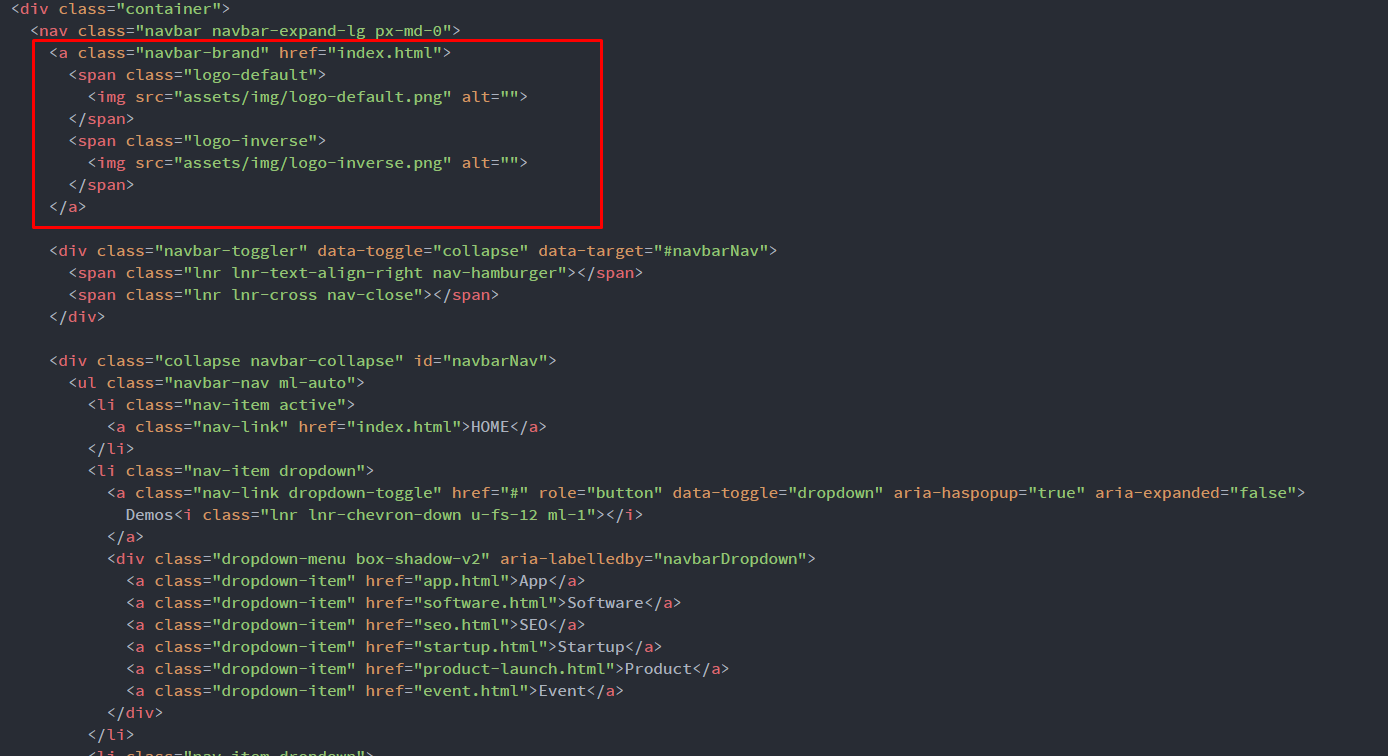 <div class="container">
<nav class="navbar navbar-expand-lg px-md-0">
<a class="navbar-brand" href="index.html">
<span class="logo-default">
<img src="assets/img/logo-default.png" alt="">
</span>
<span class="logo-inverse">
<img src="assets/img/logo-inverse.png" alt="">
</span>
</a>
<div class="navbar-toggler" data-toggle="collapse" data-target="#navbarNav">
<span class="lnr lnr-text-align-right nav-hamburger"></span>
<span class="lnr lnr-cross nav-close"></span>
</div>
<div class="collapse navbar-collapse" id="navbarNav">
<ul class="navbar-nav ml-auto">
<li class="nav-item active">
<a class="nav-link" href="index.html">HOME</a>
</li>
<li class="nav-item dropdown">
<a class="nav-link dropdown-toggle" href="#" role="button" data-toggle="dropdown" aria-haspopup="true" aria-expanded="false">
Demos<i class="lnr lnr-chevron-down u-fs-12 ml-1"></i>
</a>
<div class="dropdown-menu box-shadow-v2" aria-labelledby="navbarDropdown">
<a class="dropdown-item" href="app.html">App</a>
<a class="dropdown-item" href="software.html">Software</a>
<a class="dropdown-item" href="seo.html">SEO</a>
<a class="dropdown-item" href="startup.html">Startup</a>
<a class="dropdown-item" href="product-launch.html">Product</a>
<a class="dropdown-item" href="event.html">Event</a>
</div>
</li>
<li class="nav-item dropdown">